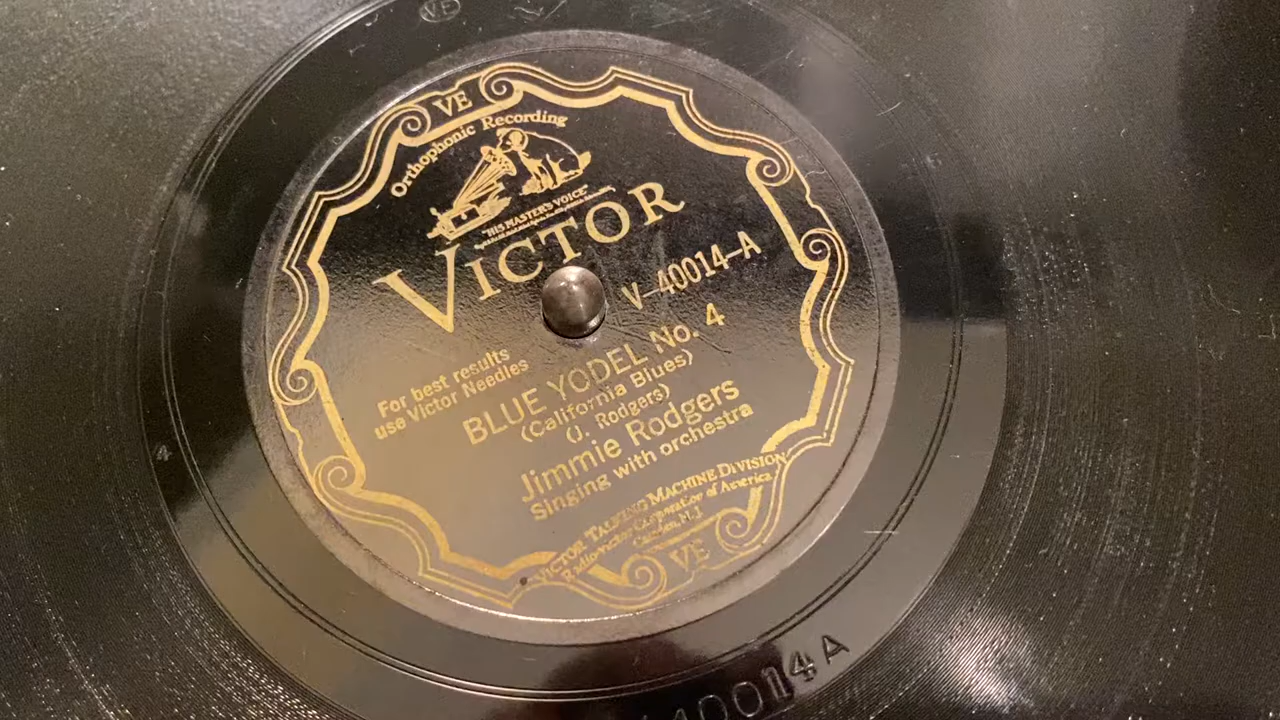 VE
VE
Orthophonic Recording
"HIS MASTER'S VOICE"
VICTOR
V-40014-A
For best results
use Victor Needles
BLUE YODEL No. 4
(California Blues)
(J. Rodgers)
Jimmie Rodgers
Singing with orchestra
VICTOR TALKING MACHINE DIVISION
Radio-Victor Corporation of America
Camden, N.J.
VE
40014 A
4